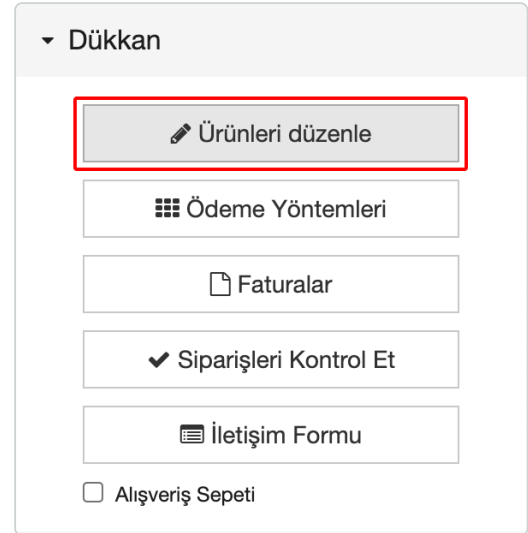 Dükkan
Ürünleri düzenle
Ödeme Yöntemleri
Faturalar
Siparişleri Kontrol Et
İletişim Formu
Alışveriş Sepeti